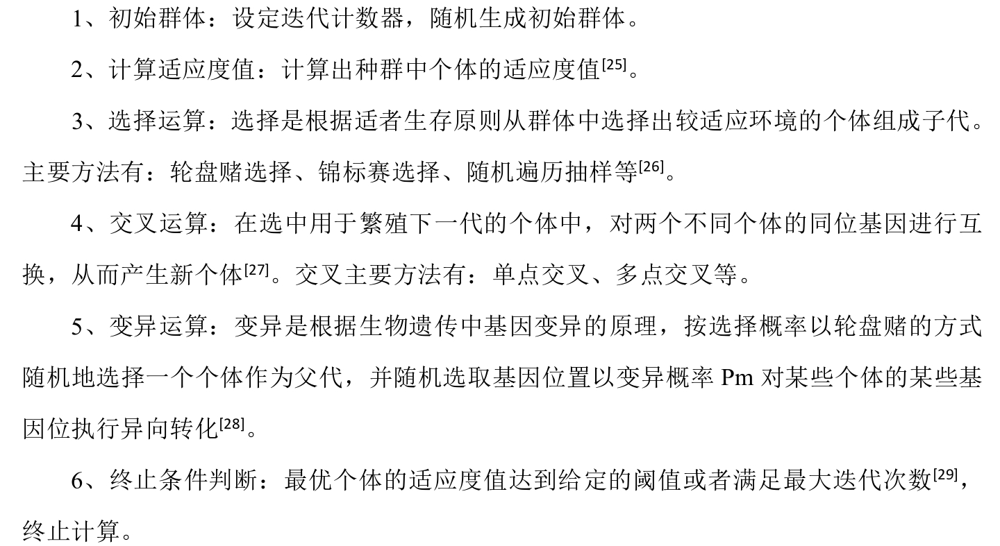 1、初始群体：设定迭代计数器，随机生成初始群体。
2、计算适应度值：计算出种群中个体的适应度值[25]。
3、选择运算：选择是根据适者生存原则从群体中选择出较适应环境的个体组成子代。
主要方法有：轮盘赌选择、锦标赛选择、随机遍历抽样等[26]。
4、交叉运算：在选中用于繁殖下一代的个体中，对两个不同个体的同位基因进行互
换，从而产生新个体[27]。交叉主要方法有：单点交叉、多点交叉等。
5、变异运算：变异是根据生物遗传中基因变异的原理，按选择概率以轮盘赌的方式
随机地选择一个个体作为父代，并随机选取基因位置以变异概率 Pm 对某些个体的某些基
因位执行异向转化[28]。
6、终止条件判断：最优个体的适应度值达到给定的阈值或者满足最大迭代次数[29]，
终止计算。